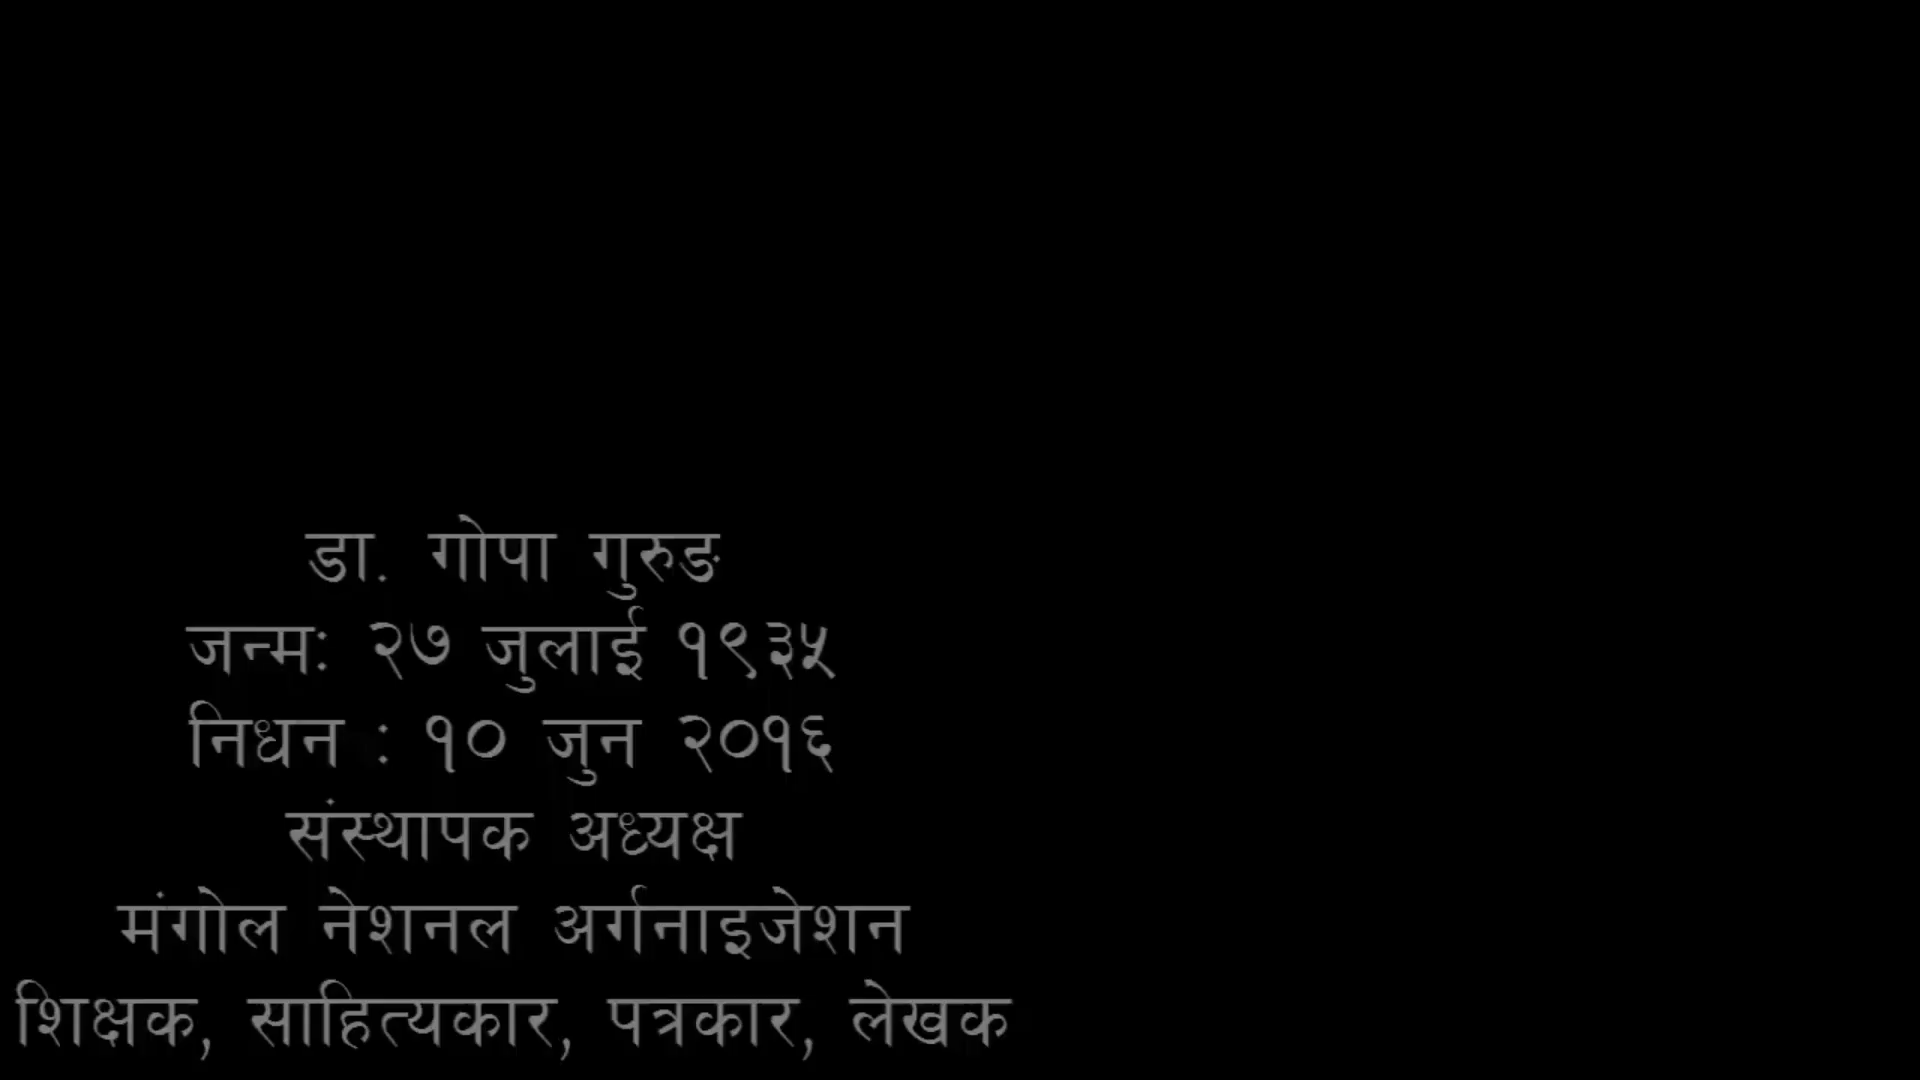 डा. गोपा गुरुङ
जन्मः २७ जुलाई १९३५
निधन : १० जुन २०१६
संस्थापक अध्यक्ष
मंगोल नेशनल अर्गनाइजेशन
शिक्षक, साहित्यकार, पत्रकार, लेखक